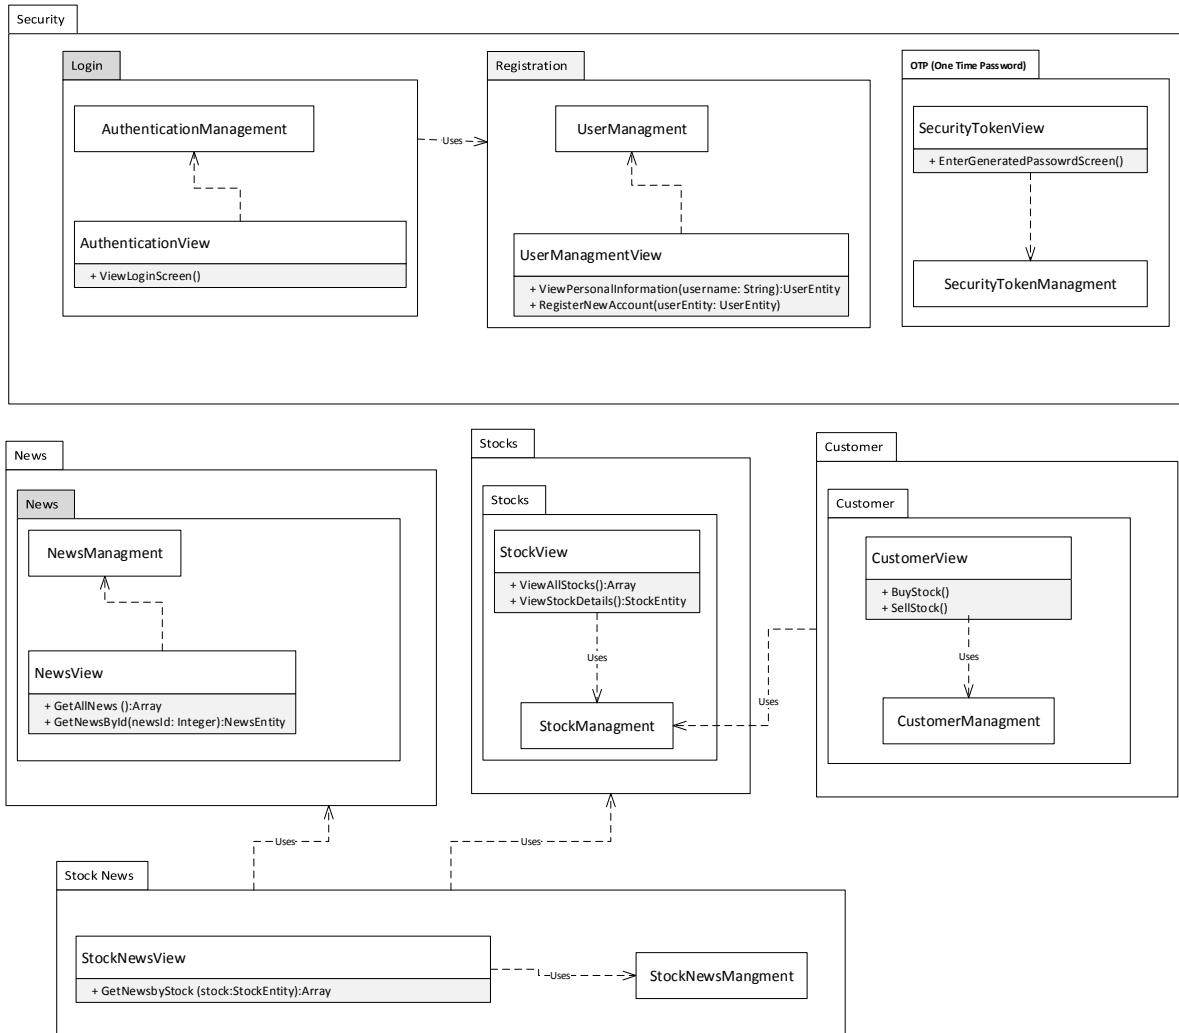 Security
Login
Registration
OTP (One Time Password)
AuthenticationManagement
UserManagment
SecurityTokenView
+ EnterGeneratedPassowrdScreen()
Uses
AuthenticationView
+ ViewLoginScreen()
UserManagmentView
+ ViewPersonalInformation(username: String):UserEntity
+ RegisterNewAccount(userEntity: UserEntity)
SecurityTokenManagment
News
News
NewsManagment
NewsView
+ GetAllNews ():Array
+ GetNewsById(newsId: Integer):NewsEntity
Stocks
Stocks
StockView
+ ViewAllStocks():Array
+ ViewStockDetails():StockEntity
Uses
StockManagment
Customer
Customer
CustomerView
+ BuyStock()
+ SellStock()
Uses
CustomerManagment
Uses
Uses
Uses
Stock News
StockNewsView
+ GetNewsbyStock (stock:StockEntity):Array
Uses
StockNewsMangment